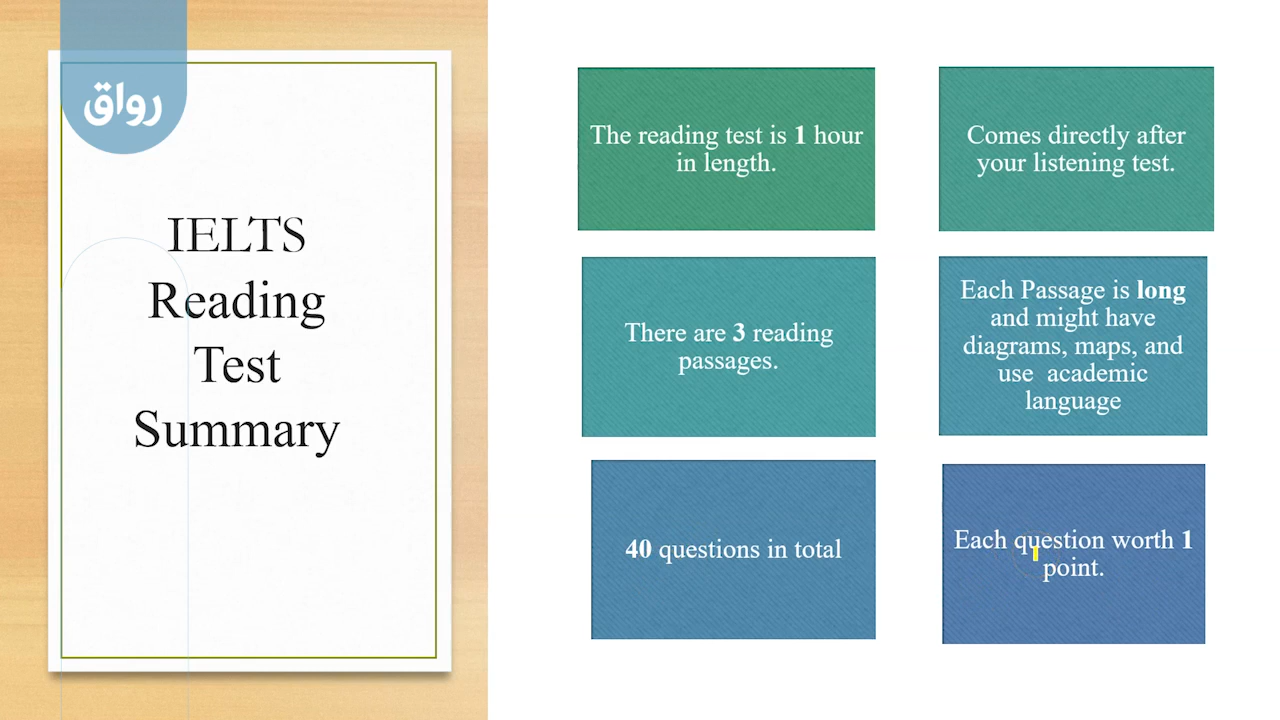 رواق
IELTS
Reading
Test
Summary
The reading test is 1 hour
in length.
Comes directly after
your listening test.
There are 3 reading
passages.
Each Passage is long
and might have
diagrams, maps, and
use  academic
language
40 questions in total
Each question worth 1
point.